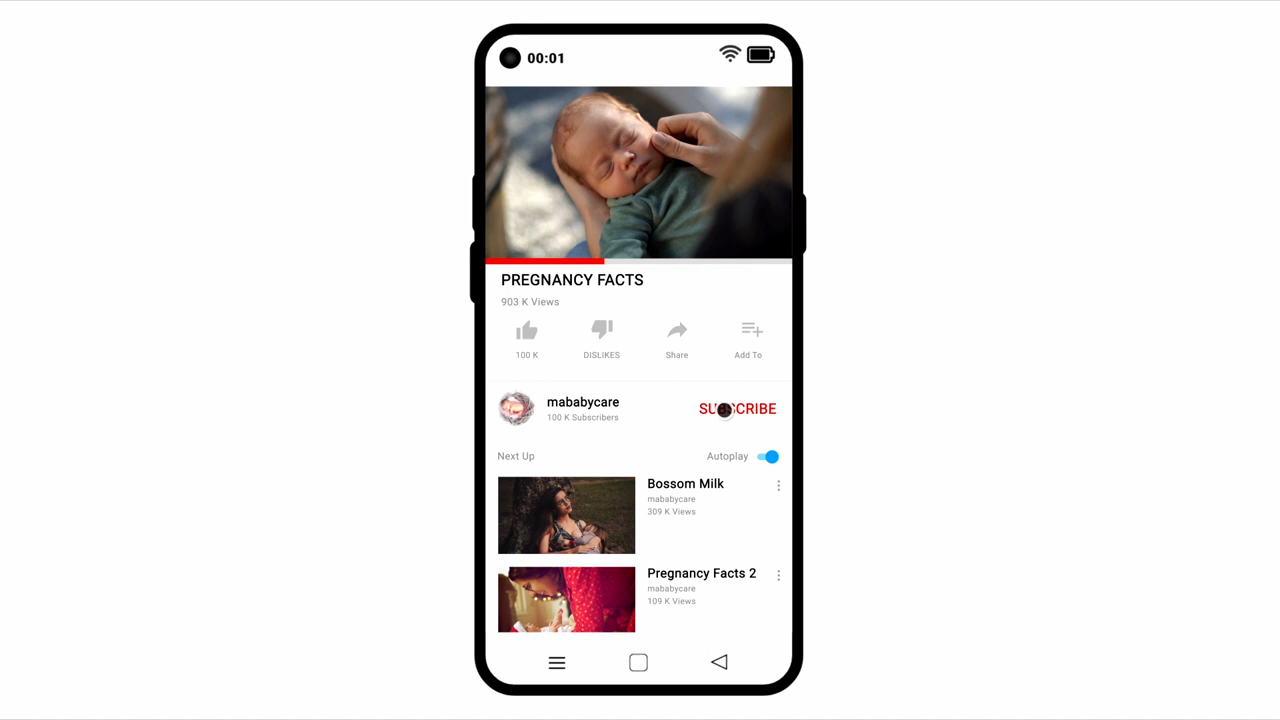 00:01
PREGNANCY FACTS
903 K Views
100 K
DISLIKES
Share
Add To
mababycare
100 K Subscribers
SUBSCRIBE
Next Up
Autoplay
Bossom Milk
mababycare
309 K Views
Pregnancy Facts 2
mababycare
109 K Views